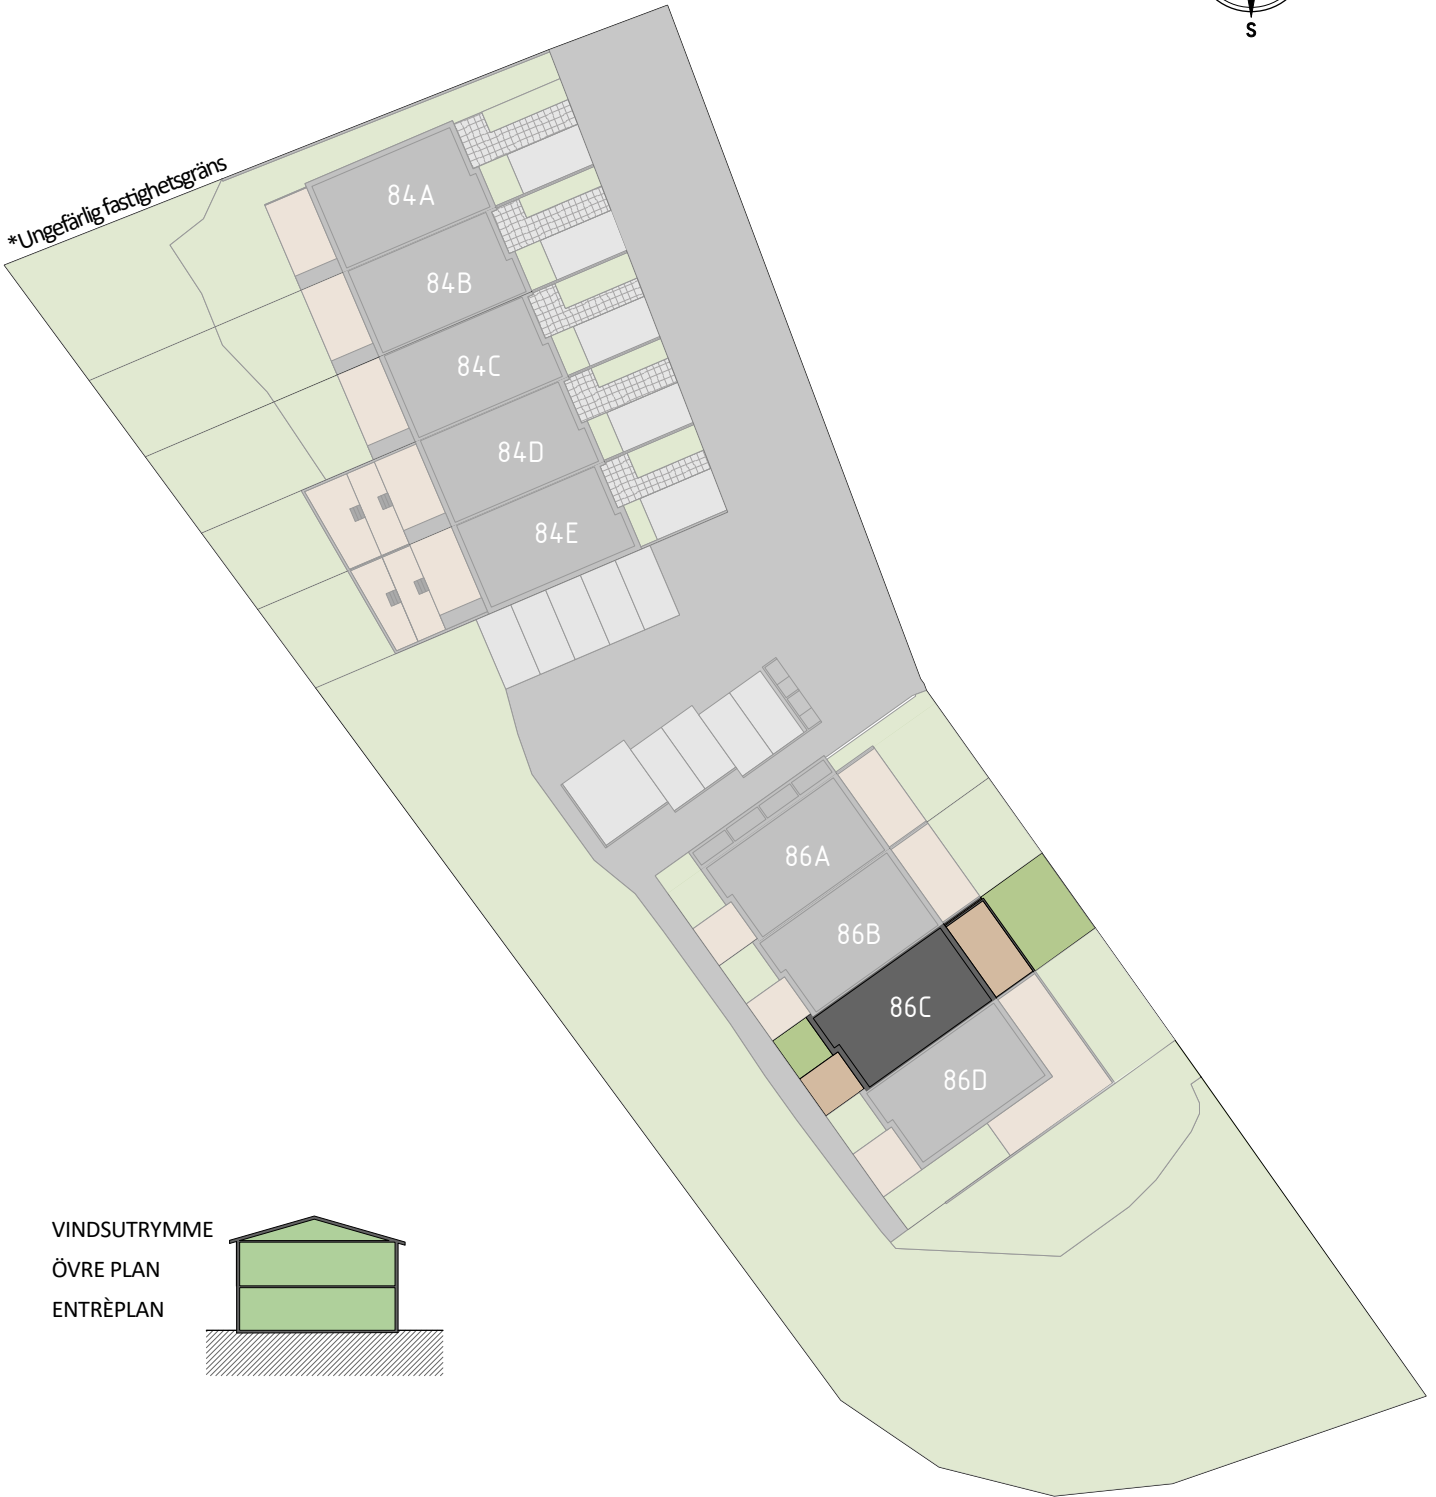 S
*Ungefärlig fastighetsgräns
84A
84B
84C
84D
84E
86A
86B
86C
86D
VINDSUTRYMME
ÖVRE PLAN
ENTRÈPLAN